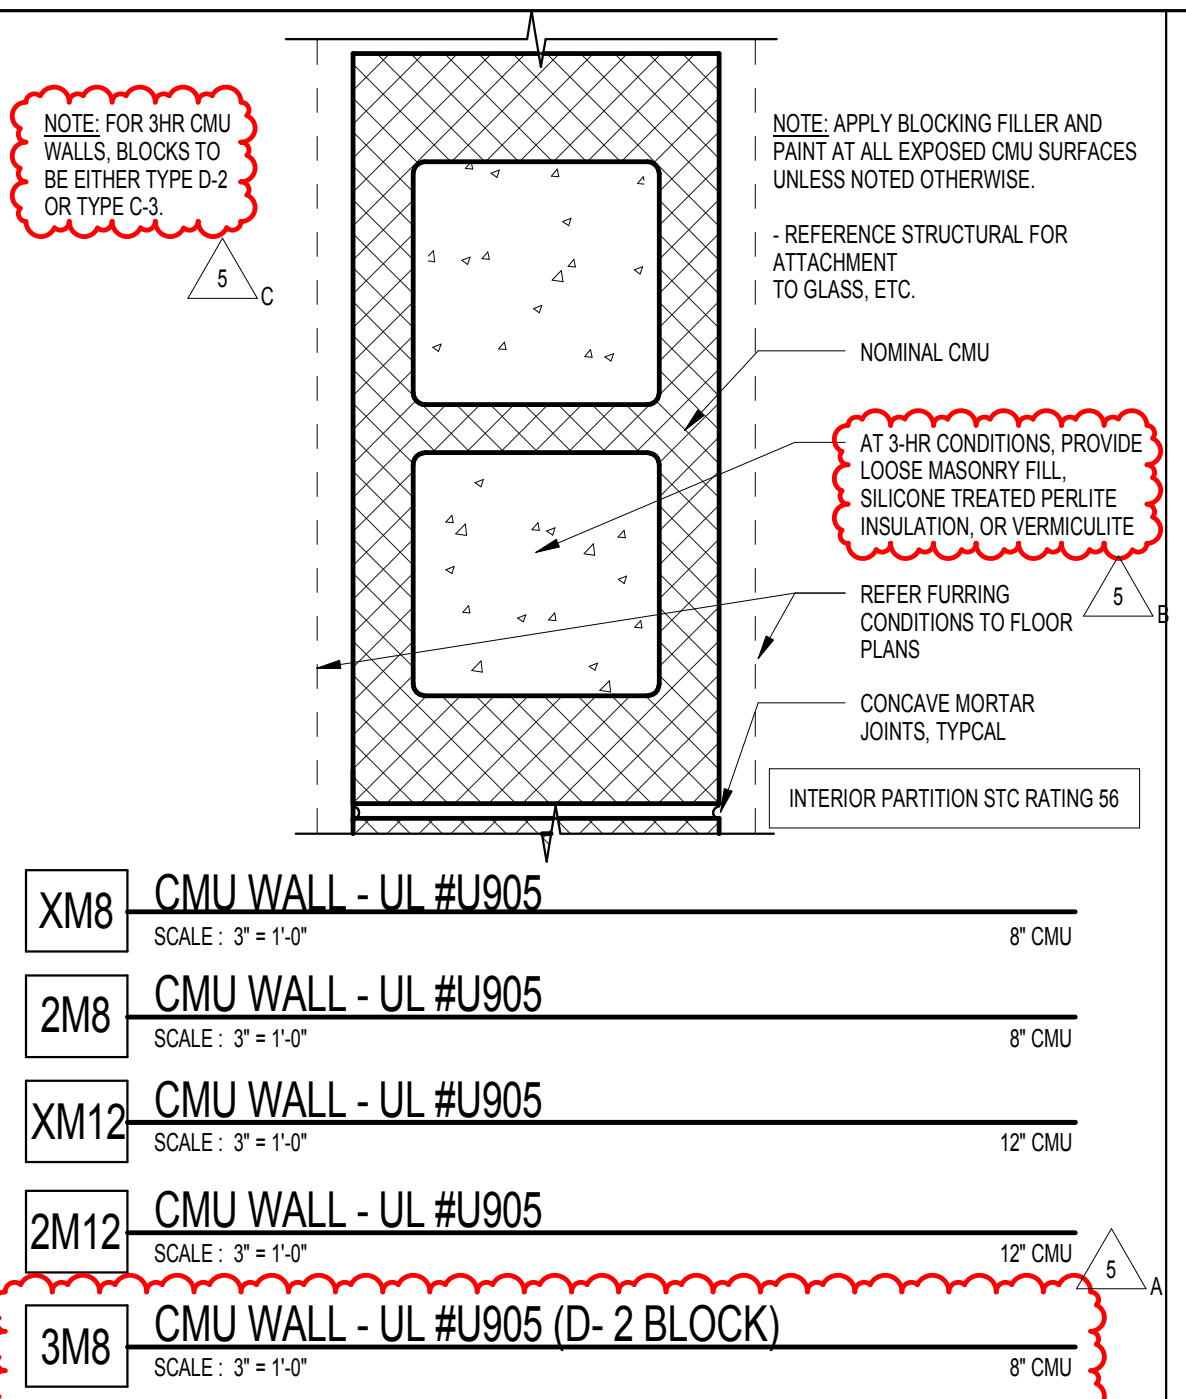 NOTE: FOR 3HR CMU
WALLS, BLOCKS TO
BE EITHER TYPE D-2
OR TYPE C-3.
5
C
NOTE: APPLY BLOCKING FILLER AND
PAINT AT ALL EXPOSED CMU SURFACES
UNLESS NOTED OTHERWISE.
- REFERENCE STRUCTURAL FOR
ATTACHMENT
TO GLASS, ETC.
NOMINAL CMU
AT 3-HR CONDITIONS, PROVIDE
LOOSE MASONRY FILL,
SILICONE TREATED PERLITE
INSULATION, OR VERMICULITE
5
B
REFER FURRING
CONDITIONS TO FLOOR
PLANS
CONCAVE MORTAR
JOINTS, TYPCAL
INTERIOR PARTITION STC RATING 56
XM8
CMU WALL - UL #U905
SCALE : 3" = 1'-0"
8" CMU
2M8
CMU WALL - UL #U905
SCALE : 3" = 1'-0"
8" CMU
XM12
CMU WALL - UL #U905
SCALE : 3" = 1'-0"
12" CMU
2M12
CMU WALL - UL #U905
SCALE : 3" = 1'-0"
12" CMU
5
A
3M8
CMU WALL - UL #U905 (D- 2 BLOCK)
SCALE : 3" = 1'-0"
8" CMU